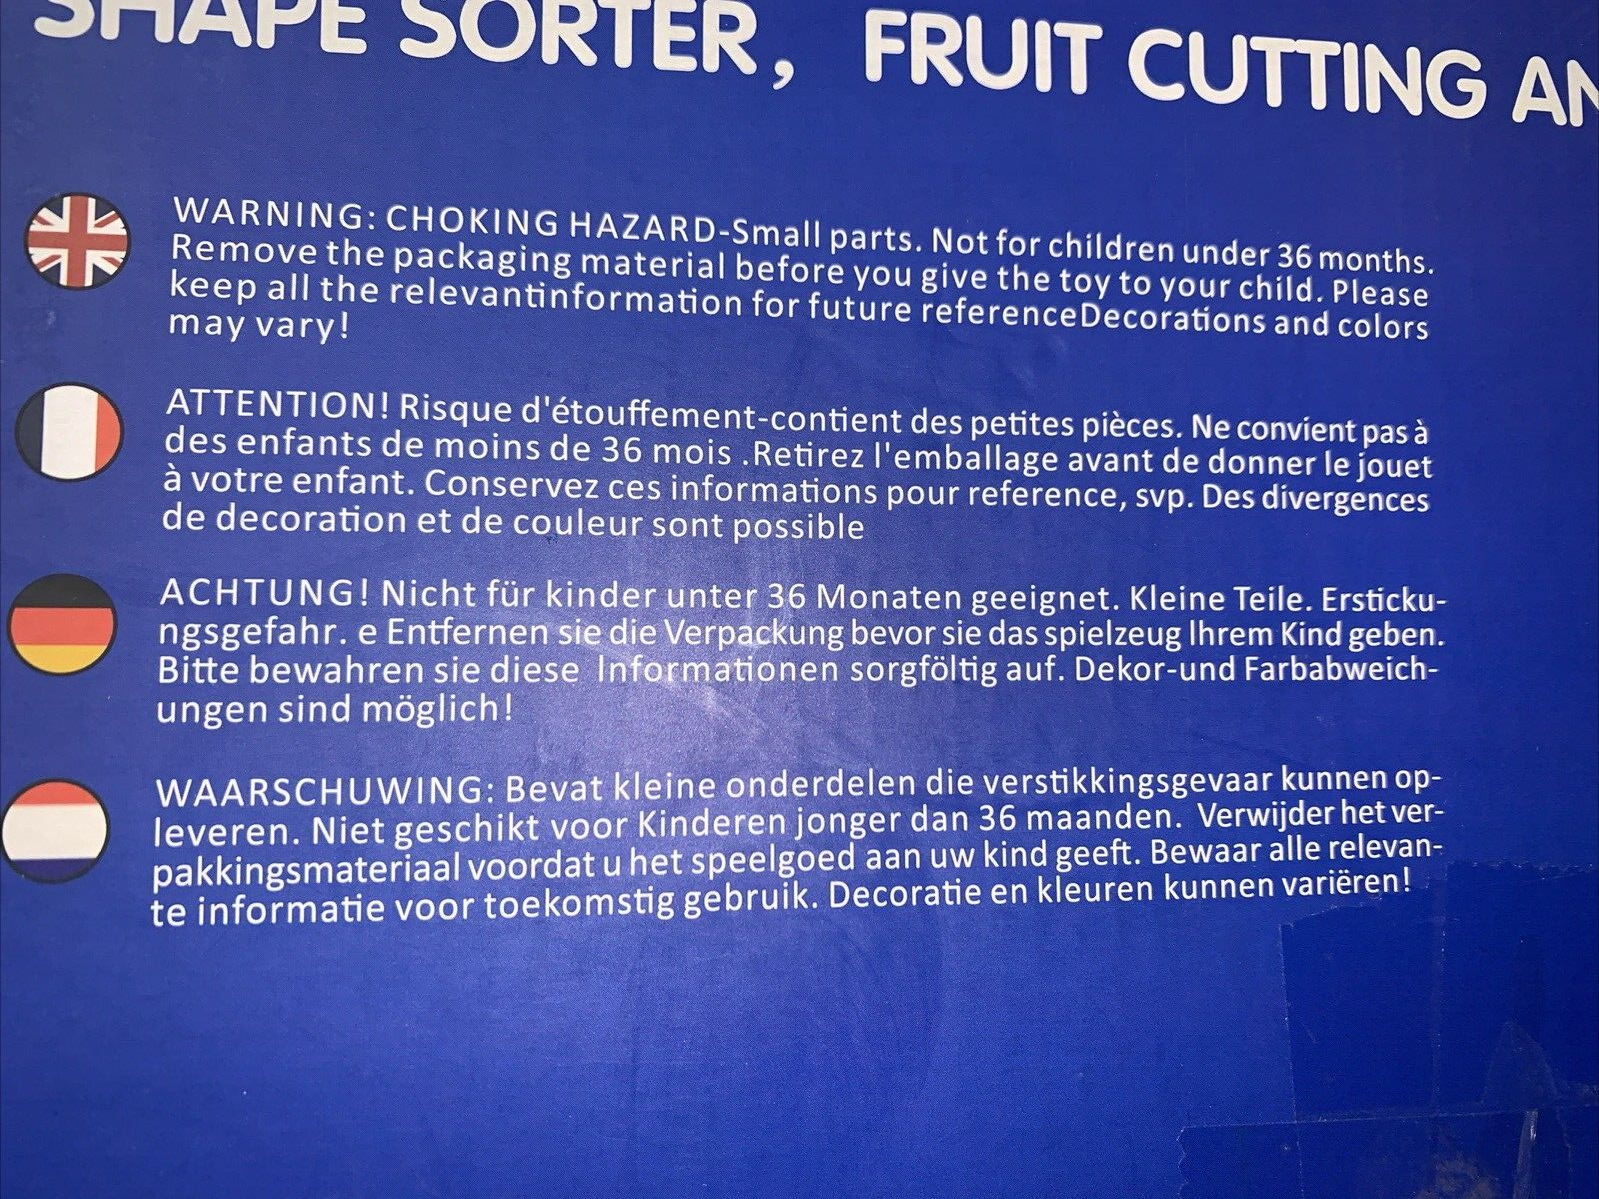 SHAPE SORTER, FRUIT CUTTING AN
WARNING: CHOKING HAZARD-Small parts. Not for children under 36 months.
Remove the packaging material before you give the toy to your child. Please
keep all the relevantinformation for future referenceDecorations and colors
may vary!
ATTENTION! Risque d'étouffement-contient des petites pièces. Ne convient pas à
des enfants de moins de 36 mois .Retirez l'emballage avant de donner le jouet
à votre enfant. Conservez ces informations pour reference, svp. Des divergences
de decoration et de couleur sont possible
ACHTUNG! Nicht für kinder unter 36 Monaten geeignet. Kleine Teile. Ersticku-
ngsgefahr. e Entfernen sie die Verpackung bevor sie das spielzeug Ihrem Kind geben.
Bitte bewahren sie diese Informationen sorgföltig auf. Dekor-und Farbabweich-
ungen sind möglich!
WAARSCHUWING: Bevat kleine onderdelen die verstikkingsgevaar kunnen op-
leveren. Niet geschikt voor Kinderen jonger dan 36 maanden. Verwijder het ver-
pakkingsmateriaal voordat u het speelgoed aan uw kind geeft. Bewaar alle relevan-
te informatie voor toekomstig gebruik. Decoratie en kleuren kunnen variëren!